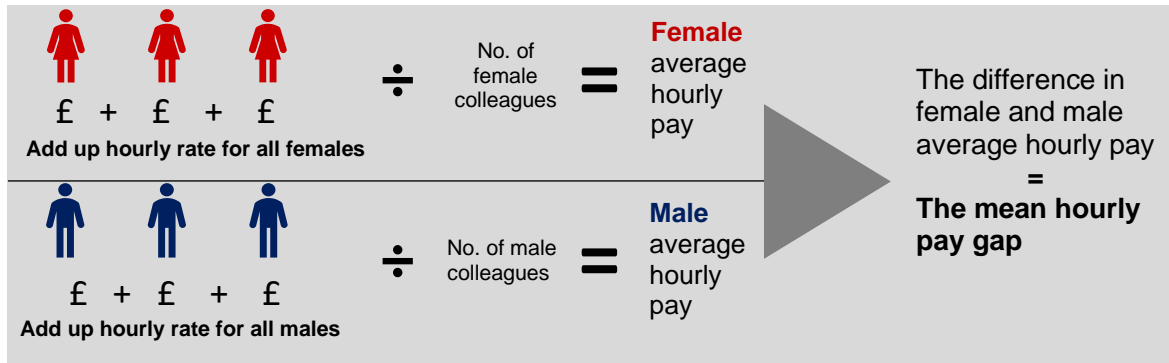 £ + £ + £
Add up hourly rate for all females
÷
No. of
female
colleagues
=
Female
average
hourly
pay
£ + £ + £
Add up hourly rate for all males
÷
No. of male
colleagues
=
Male
average
hourly
pay
The difference in
female and male
average hourly pay
=
The mean hourly
pay gap